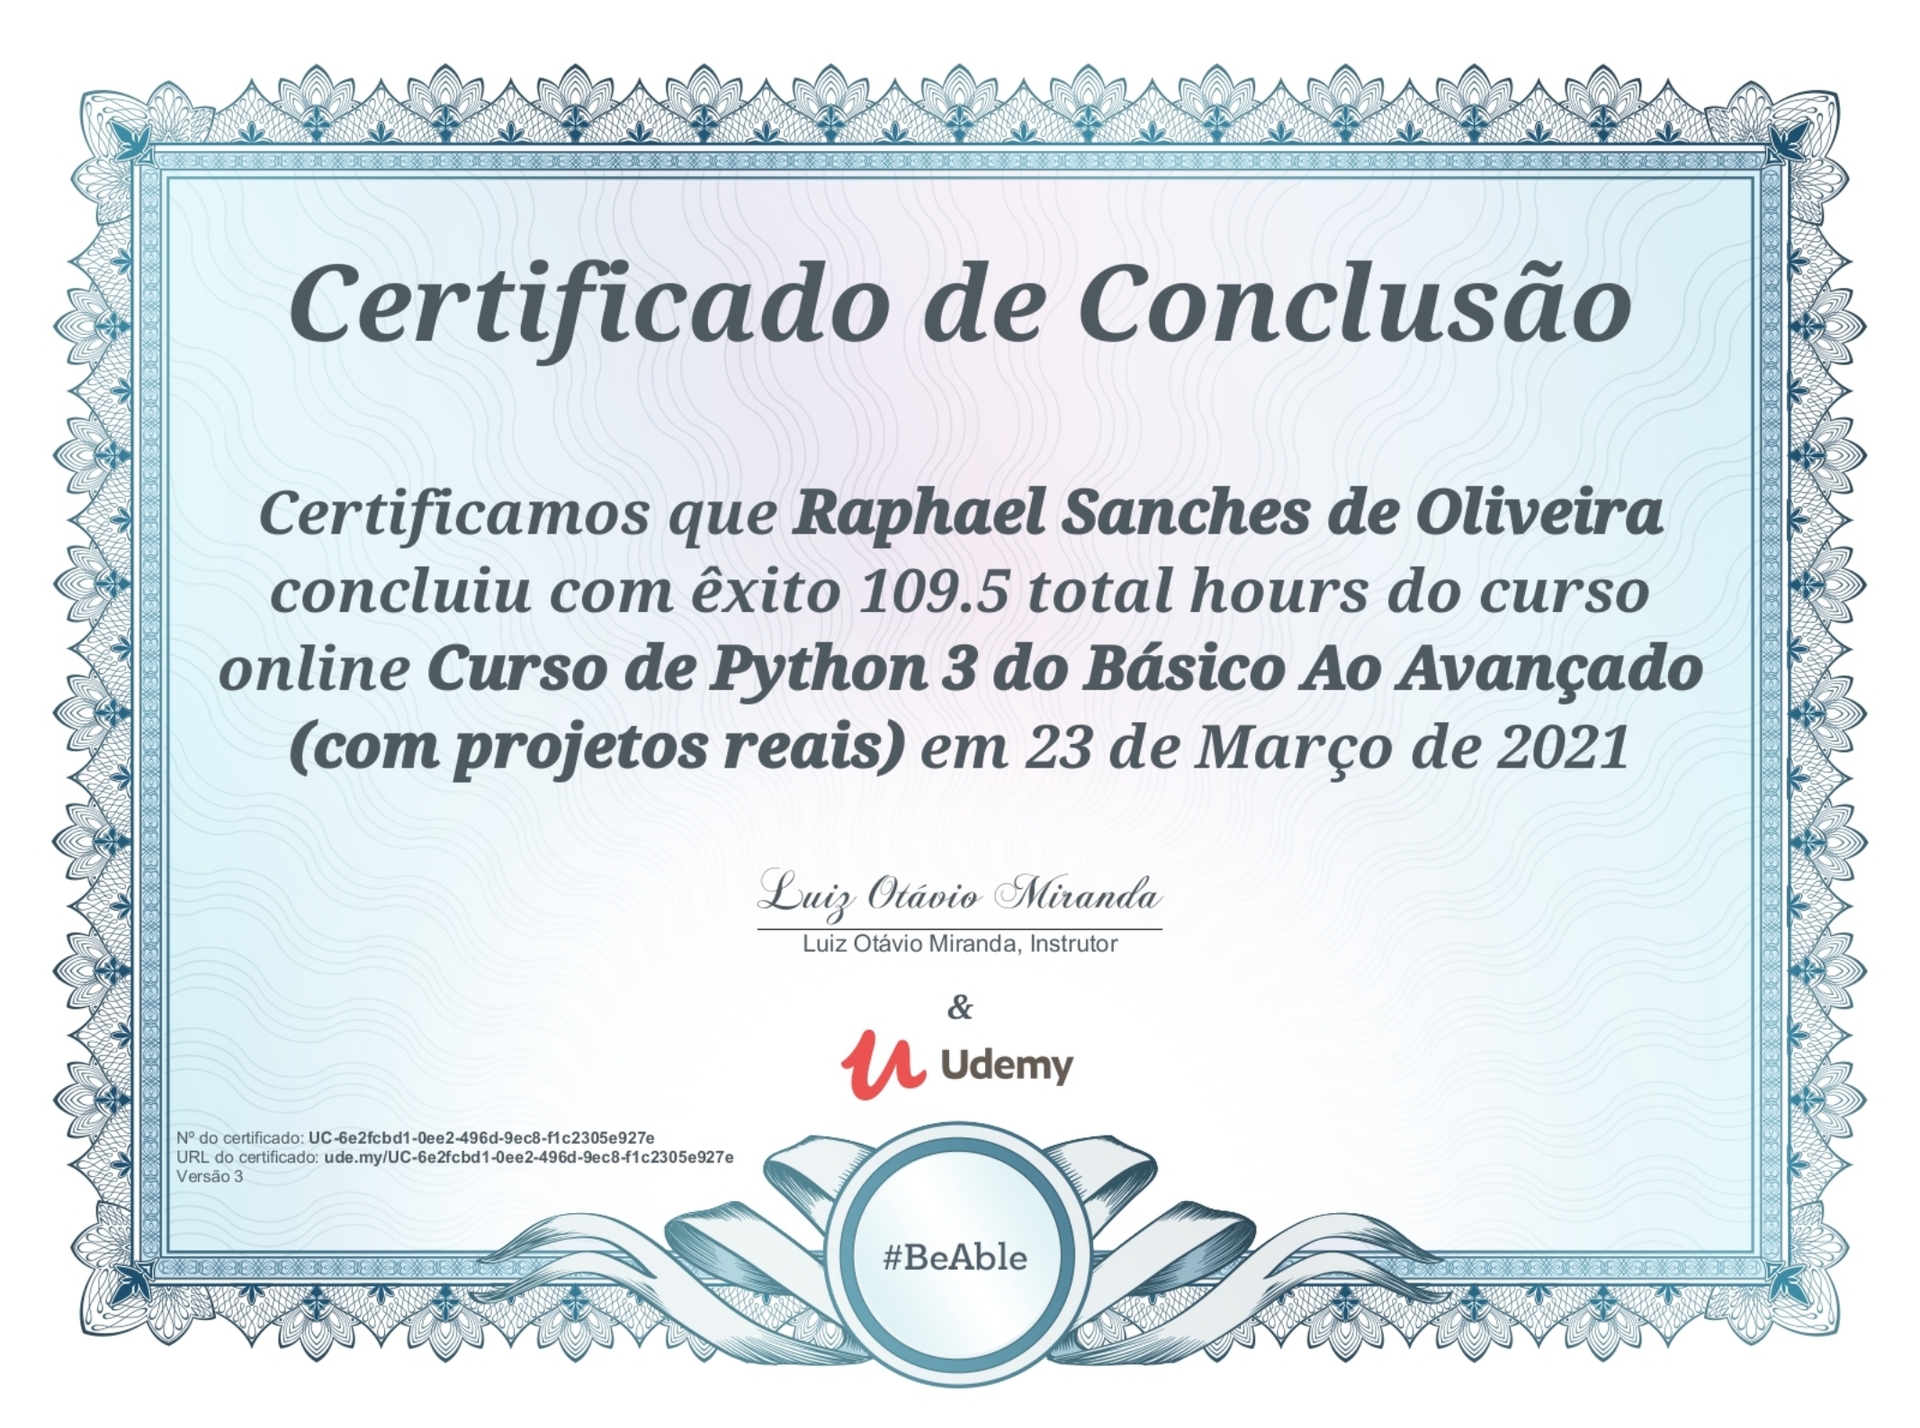 Certificado de Conclusão
Certificamos que Raphael Sanches de Oliveira
concluiu com êxito 109.5 total hours do curso
online Curso de Python 3 do Básico Ao Avançado
(com projetos reais) em 23 de Março de 2021
Luiz Otávio Miranda
Luiz Otávio Miranda, Instrutor
&
Udemy
Nº do certificado: UC-6e2fcbd1-0ee2-496d-9ec8-f1c2305e927e
URL do certificado: ude.my/UC-6e2fcbd1-0ee2-496d-9ec8-f1c2305e927e
Versão 3
#BeAble